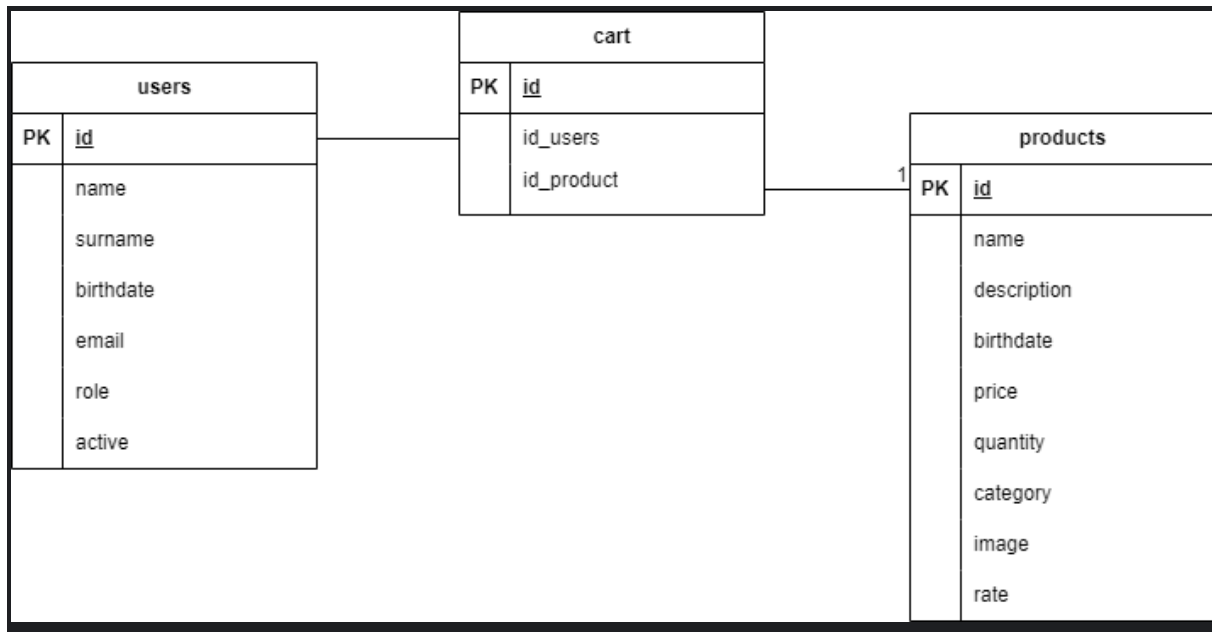 users
PK id
name
surname
birthdate
email
role
active
cart
PK id
id_users
id_product
1
products
PK id
name
description
birthdate
price
quantity
category
image
rate